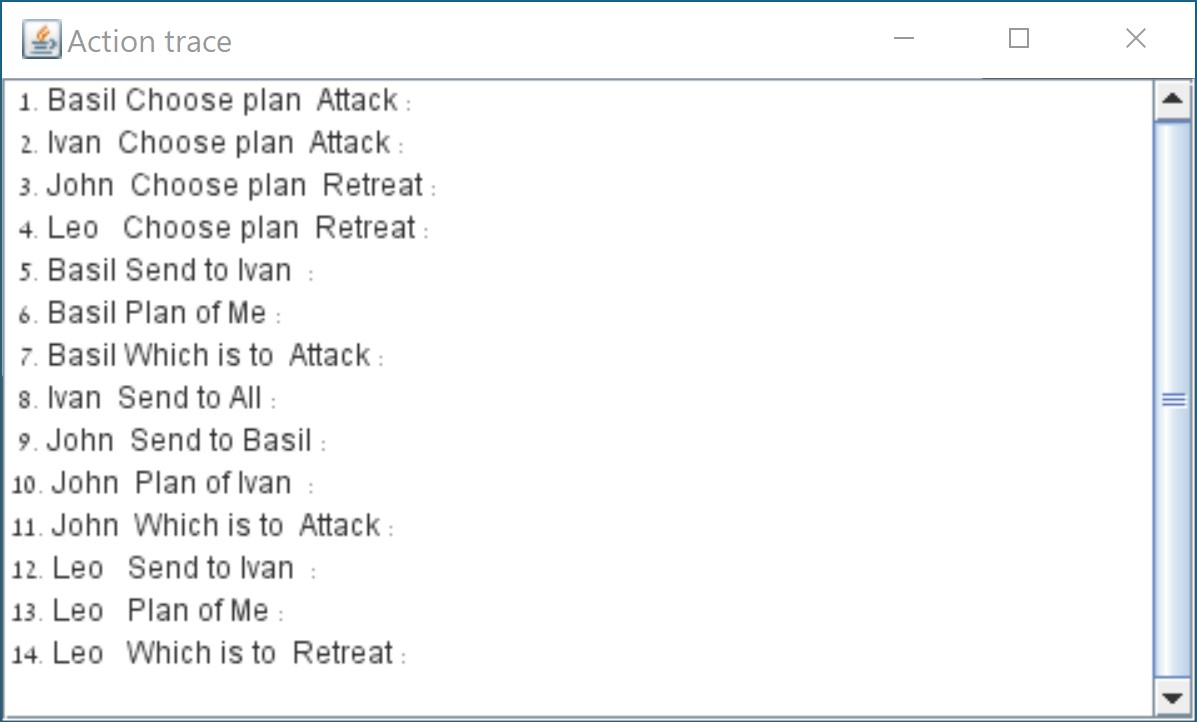 Action trace
1. Basil Choose plan Attack :
2. Ivan Choose plan Attack :
3. John Choose plan Retreat :
4. Leo Choose plan Retreat :
5. Basil Send to Ivan :
6. Basil Plan of Me :
7. Basil Which is to Attack :
8. Ivan Send to All :
9. John Send to Basil :
10. John Plan of Ivan :
11. John Which is to Attack :
12. Leo Send to Ivan :
13. Leo Plan of Me :
14. Leo Which is to Retreat :